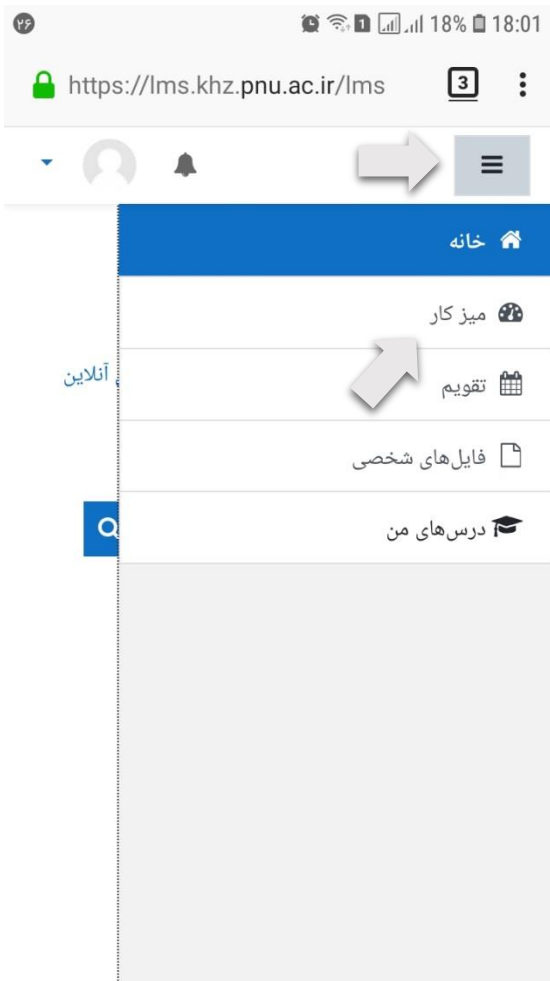 ۲۶
18% 18:01
https://lms.khz.pnu.ac.ir/lms
3
خانه
میز کار
تقویم
آنلاین
فایل‌های شخصی
درس‌های من